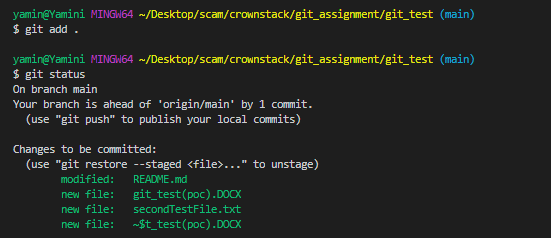 yamin@Yamini MINGW64 ~/Desktop/scam/crownstack/git_assignment/git_test (main)
$ git add .
yamin@Yamini MINGW64 ~/Desktop/scam/crownstack/git_assignment/git_test (main)
$ git status
On branch main
Your branch is ahead of 'origin/main' by 1 commit.
  (use "git push" to publish your local commits)
Changes to be committed:
  (use "git restore --staged <file>..." to unstage)
        modified:   README.md
        new file:   git_test(poc).DOCX
        new file:   secondTestFile.txt
        new file:   ~$t_test(poc).DOCX